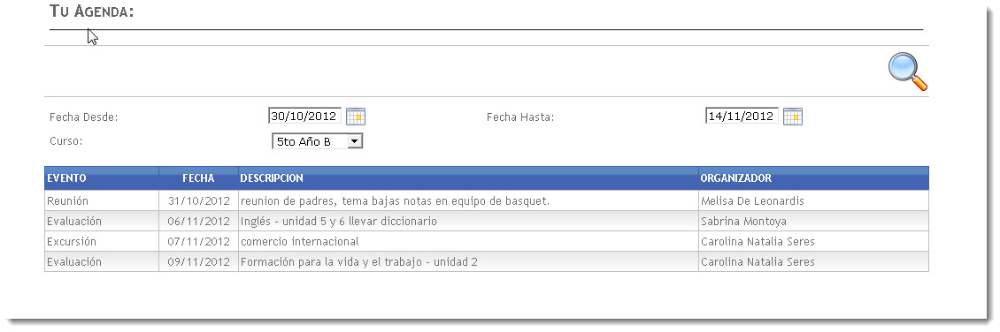 TU AGENDA:
Fecha Desde: 30/10/2012 Fecha Hasta: 14/11/2012
Curso: 5to Año B
EVENTO FECHA DESCRIPCION ORGANIZADOR
Reunión 31/10/2012 reunion de padres, tema bajas notas en equipo de basquet. Melisa De Leonardis
Evaluación 06/11/2012 Inglés - unidad 5 y 6 llevar diccionario Sabrina Montoya
Excursión 07/11/2012 comercio internacional Carolina Natalia Seres
Evaluación 09/11/2012 Formación para la vida y el trabajo - unidad 2 Carolina Natalia Seres